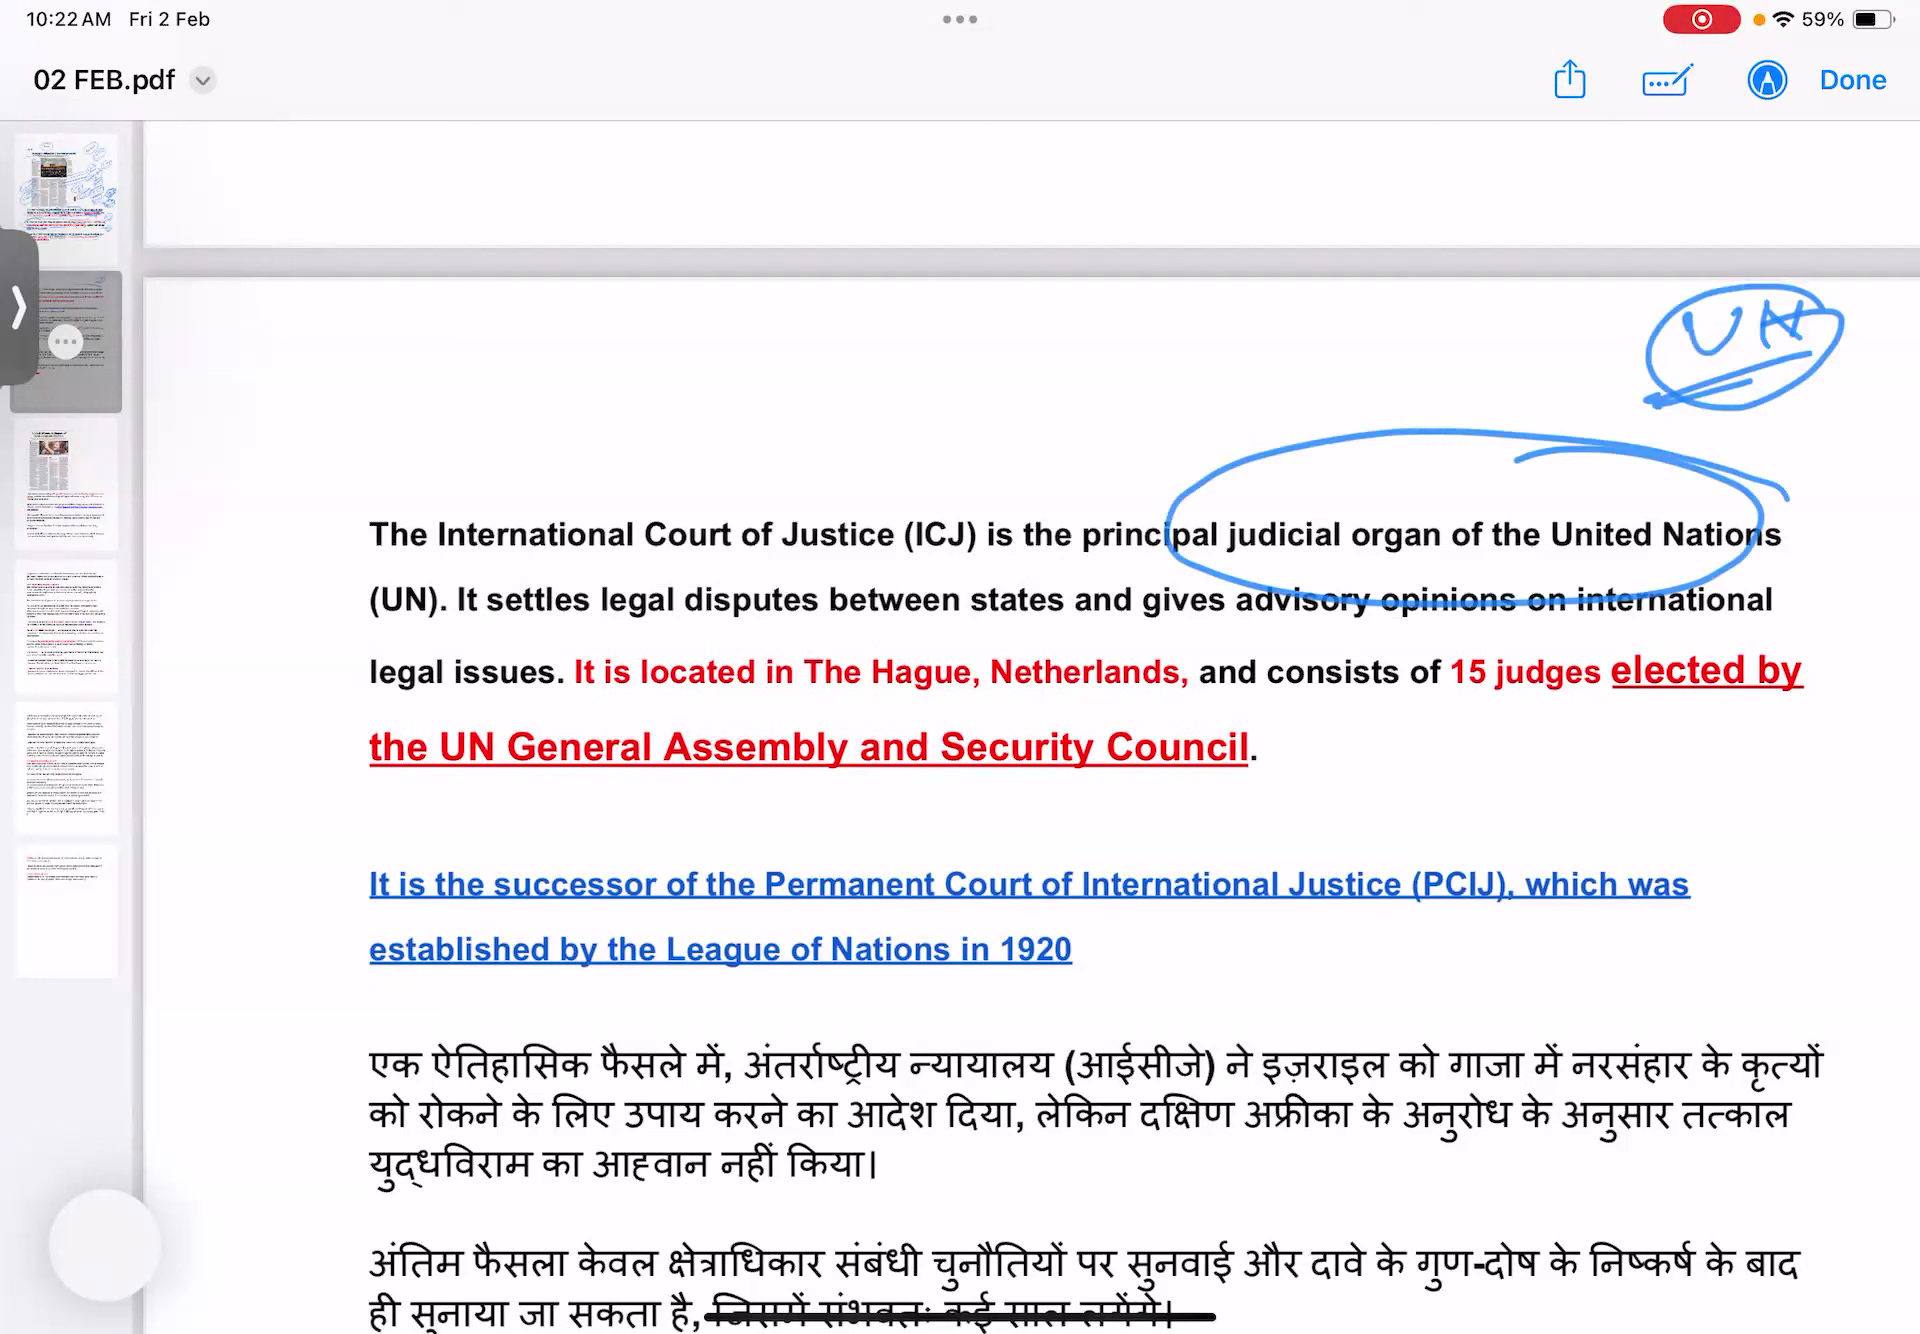 10:22 AM Fri 2 Feb
59%
02 FEB.pdf
Done
UN
The International Court of Justice (ICJ) is the principal judicial organ of the United Nations
(UN). It settles legal disputes between states and gives advisory opinions on international
legal issues. It is located in The Hague, Netherlands, and consists of 15 judges elected by
the UN General Assembly and Security Council.
It is the successor of the Permanent Court of International Justice (PCIJ), which was
established by the League of Nations in 1920
एक ऐतिहासिक फैसले में, अंतर्राष्ट्रीय न्यायालय (आईसीजे) ने इज़राइल को गाजा में नरसंहार के कृत्यों
को रोकने के लिए उपाय करने का आदेश दिया, लेकिन दक्षिण अफ्रीका के अनुरोध के अनुसार तत्काल
युद्धविराम का आह्वान नहीं किया।
अंतिम फैसला केवल क्षेत्राधिकार संबंधी चुनौतियों पर सुनवाई और दावे के गुण-दोष के निष्कर्ष के बाद
ही सुनाया जा सकता है, जिसमें संभवतः कई साल लगेंगे।